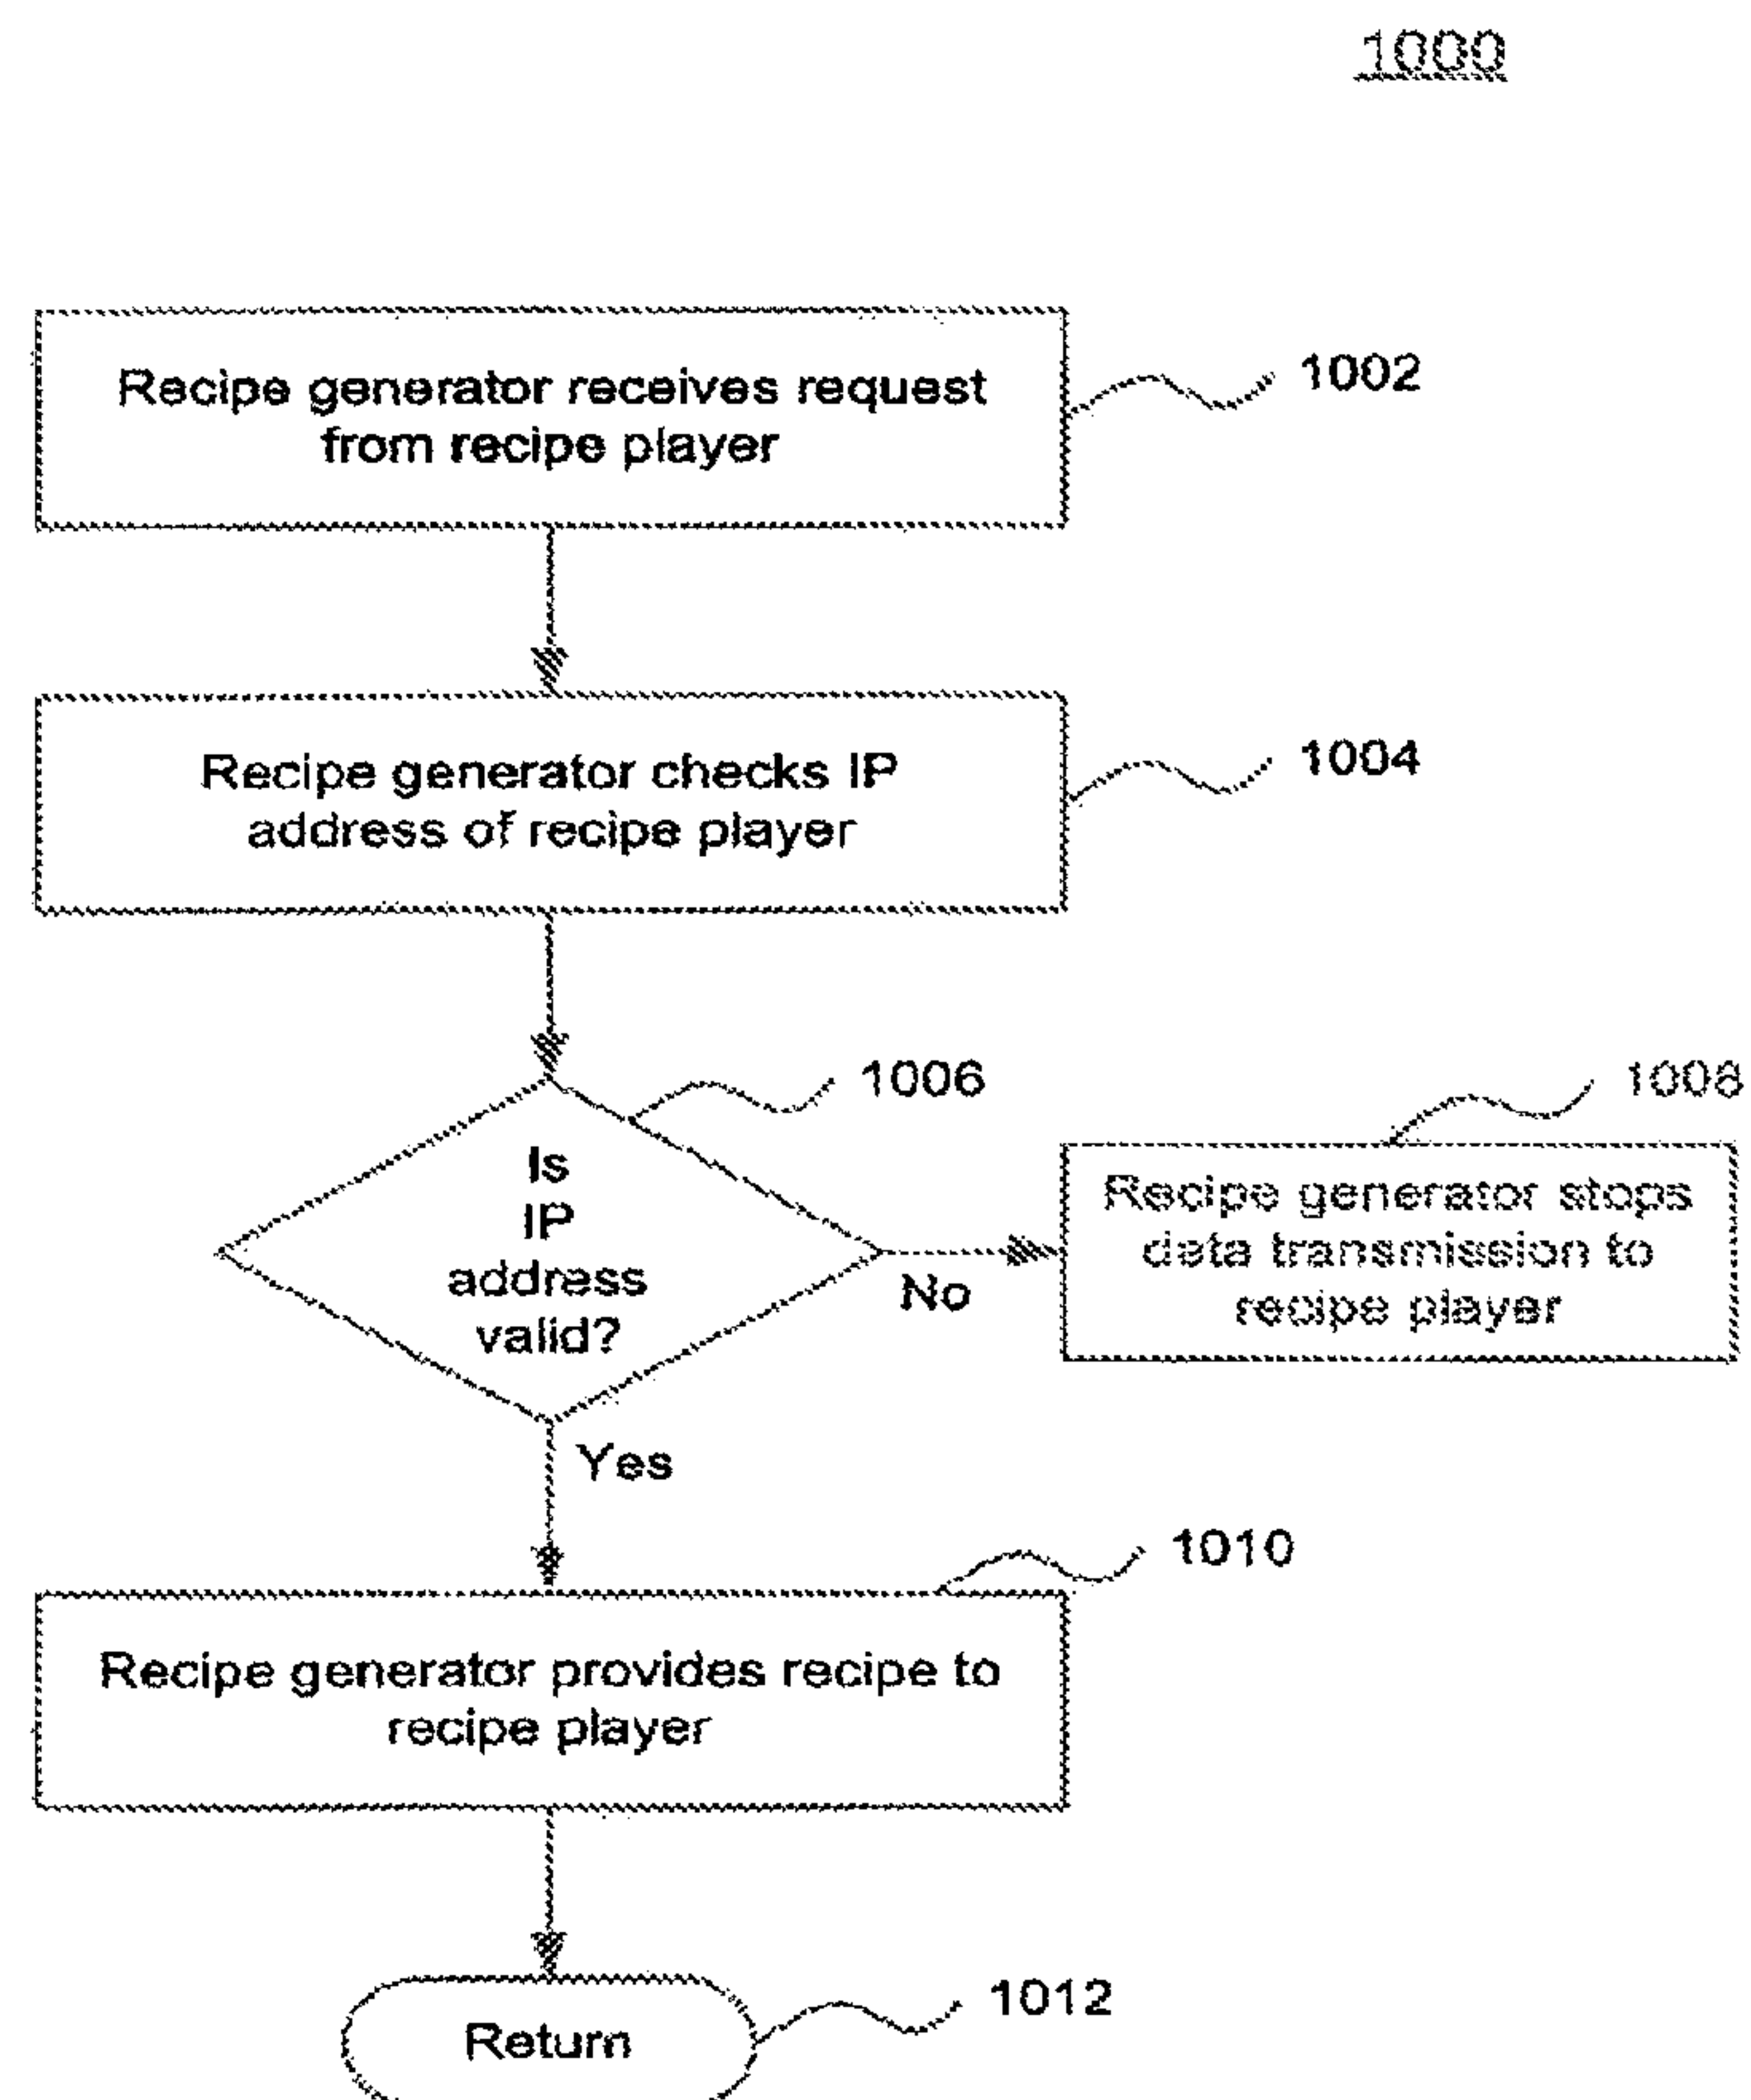 1000
Recipe generator receives request
from recipe player
1002
Recipe generator checks IP
address of recipe player
1004
1006
Is
IP
address
valid?
No
1008
Recipe generator stops
data transmission to
recipe player
Yes
1010
Recipe generator provides recipe to
recipe player
1012
Return